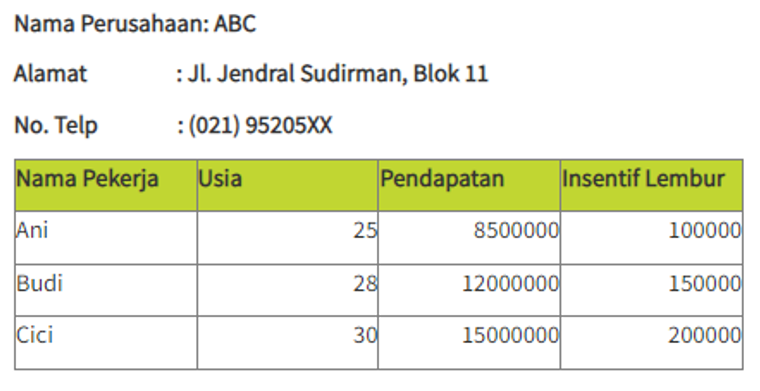 Nama Perusahaan: ABC
Alamat : Jl. Jendral Sudirman, Blok 11
No. Telp : (021) 95205XX
Nama Pekerja Usia Pendapatan Insentif Lembur
Ani 25 8500000 100000
Budi 28 12000000 150000
Cici 30 15000000 200000